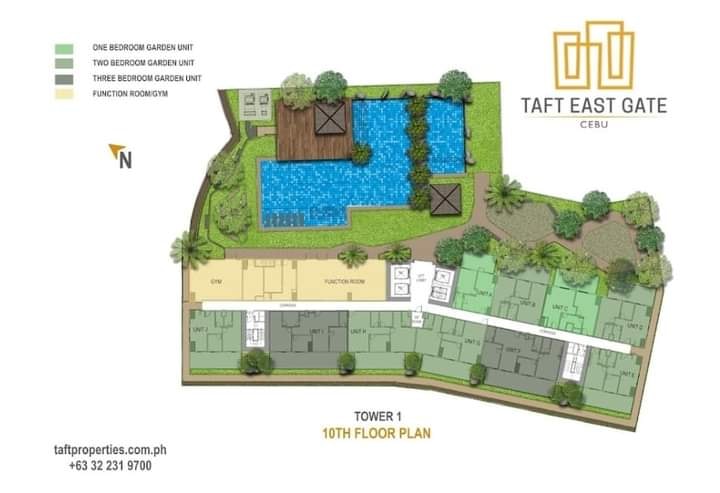 ONE BEDROOM GARDEN UNIT
TWO BEDROOM GARDEN UNIT
THREE BEDROOM GARDEN UNIT
FUNCTION ROOM/GYM
TAFT EAST GATE
CEBU
N
GYM
FUNCTION ROOM
LIFT LOBBY
CORRIDOR
UNIT A
UNIT B
UNIT C
UNIT D
CORRIDOR
UNIT J
UNIT I
UNIT H
UNIT G
UNIT F
UNIT E
TOWER 1
10TH FLOOR PLAN
taftproperties.com.ph
+63 32 231 9700